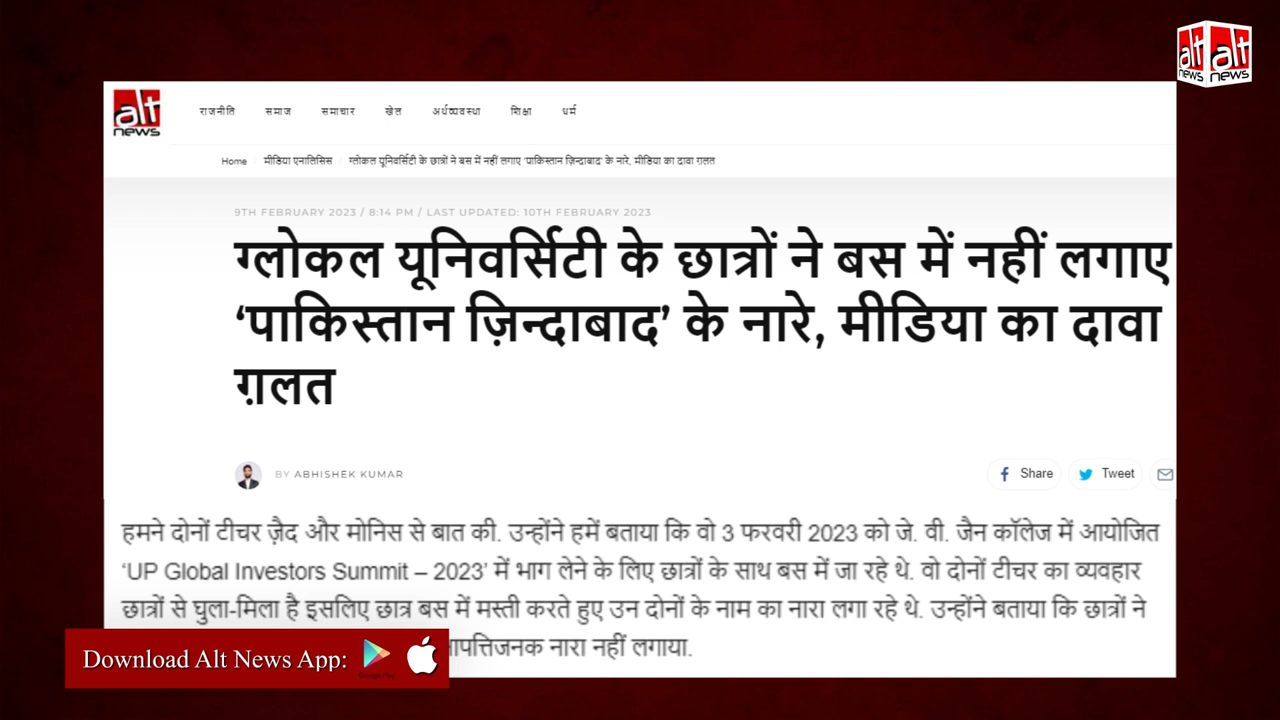 alt alt
news news
alt
news
राजनीति समाज समाचार खेल अर्थव्यवस्था शिक्षा धर्म
Home / मीडिया एनालिसिस / ग्लोकल यूनिवर्सिटी के छात्रों ने बस में नहीं लगाए 'पाकिस्तान ज़िन्दाबाद' के नारे, मीडिया का दावा ग़लत
9TH FEBRUARY 2023 / 8:14 PM / LAST UPDATED: 10TH FEBRUARY 2023
ग्लोकल यूनिवर्सिटी के छात्रों ने बस में नहीं लगाए
‘पाकिस्तान ज़िन्दाबाद’ के नारे, मीडिया का दावा
ग़लत
BY ABHISHEK KUMAR
Share Tweet
हमने दोनों टीचर ज़ैद और मोनिस से बात की. उन्होंने हमें बताया कि वो 3 फरवरी 2023 को जे. वी. जैन कॉलेज में आयोजित
‘UP Global Investors Summit – 2023’ में भाग लेने के लिए छात्रों के साथ बस में जा रहे थे. वो दोनों टीचर का व्यवहार
छात्रों से घुला-मिला है इसलिए छात्र बस में मस्ती करते हुए उन दोनों के नाम का नारा लगा रहे थे. उन्होंने बताया कि छात्रों ने
नारा नहीं लगाया.
Download Alt News App:
Google Play